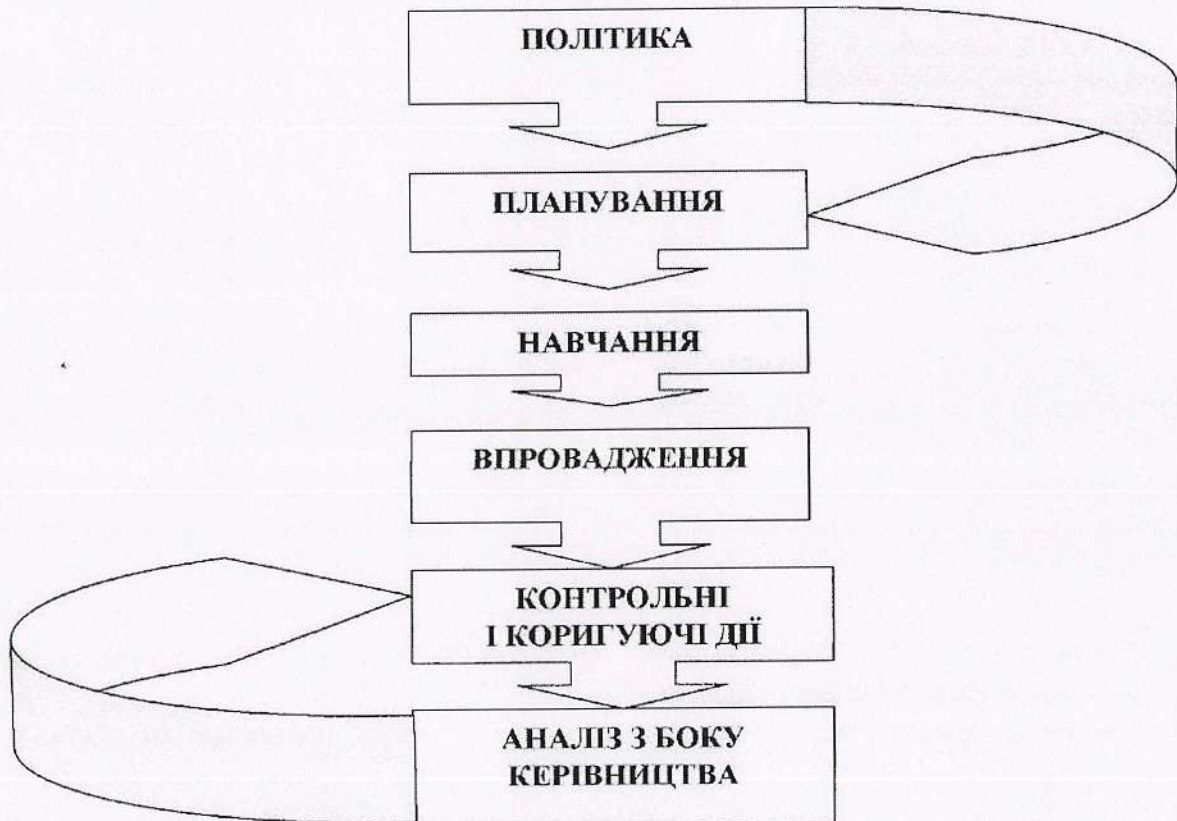 ПОЛІТИКА
ПЛАНУВАННЯ
НАВЧАННЯ
ВПРОВАДЖЕННЯ
КОНТРОЛЬНІ
І КОРИГУЮЧІ ДІЇ
АНАЛІЗ З БОКУ
КЕРІВНИЦТВА